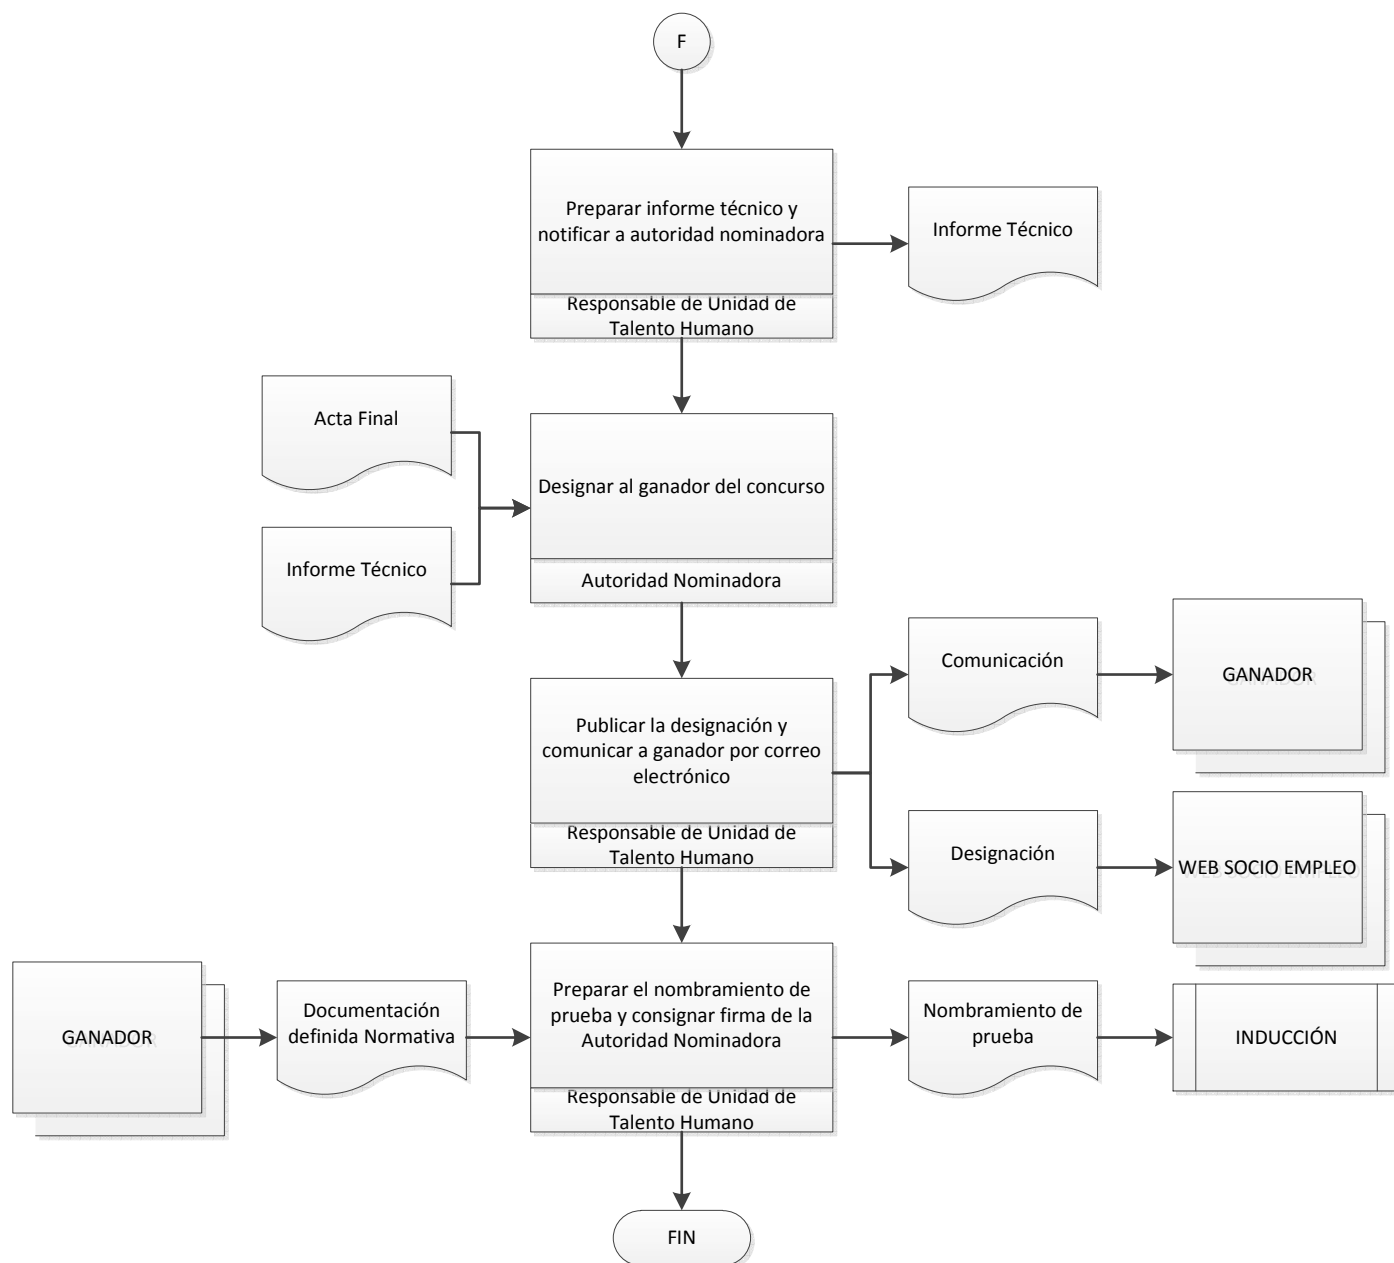 F
Preparar informe técnico y
notificar a autoridad nominadora
Responsable de Unidad de
Talento Humano
Informe Técnico
Acta Final
Informe Técnico
Designar al ganador del concurso
Autoridad Nominadora
Publicar la designación y
comunicar a ganador por correo
electrónico
Responsable de Unidad de
Talento Humano
Comunicación
GANADOR
Designación
WEB SOCIO EMPLEO
GANADOR
Documentación
definida Normativa
Preparar el nombramiento de
prueba y consignar firma de la
Autoridad Nominadora
Responsable de Unidad de
Talento Humano
Nombramiento de
prueba
INDUCCIÓN
FIN